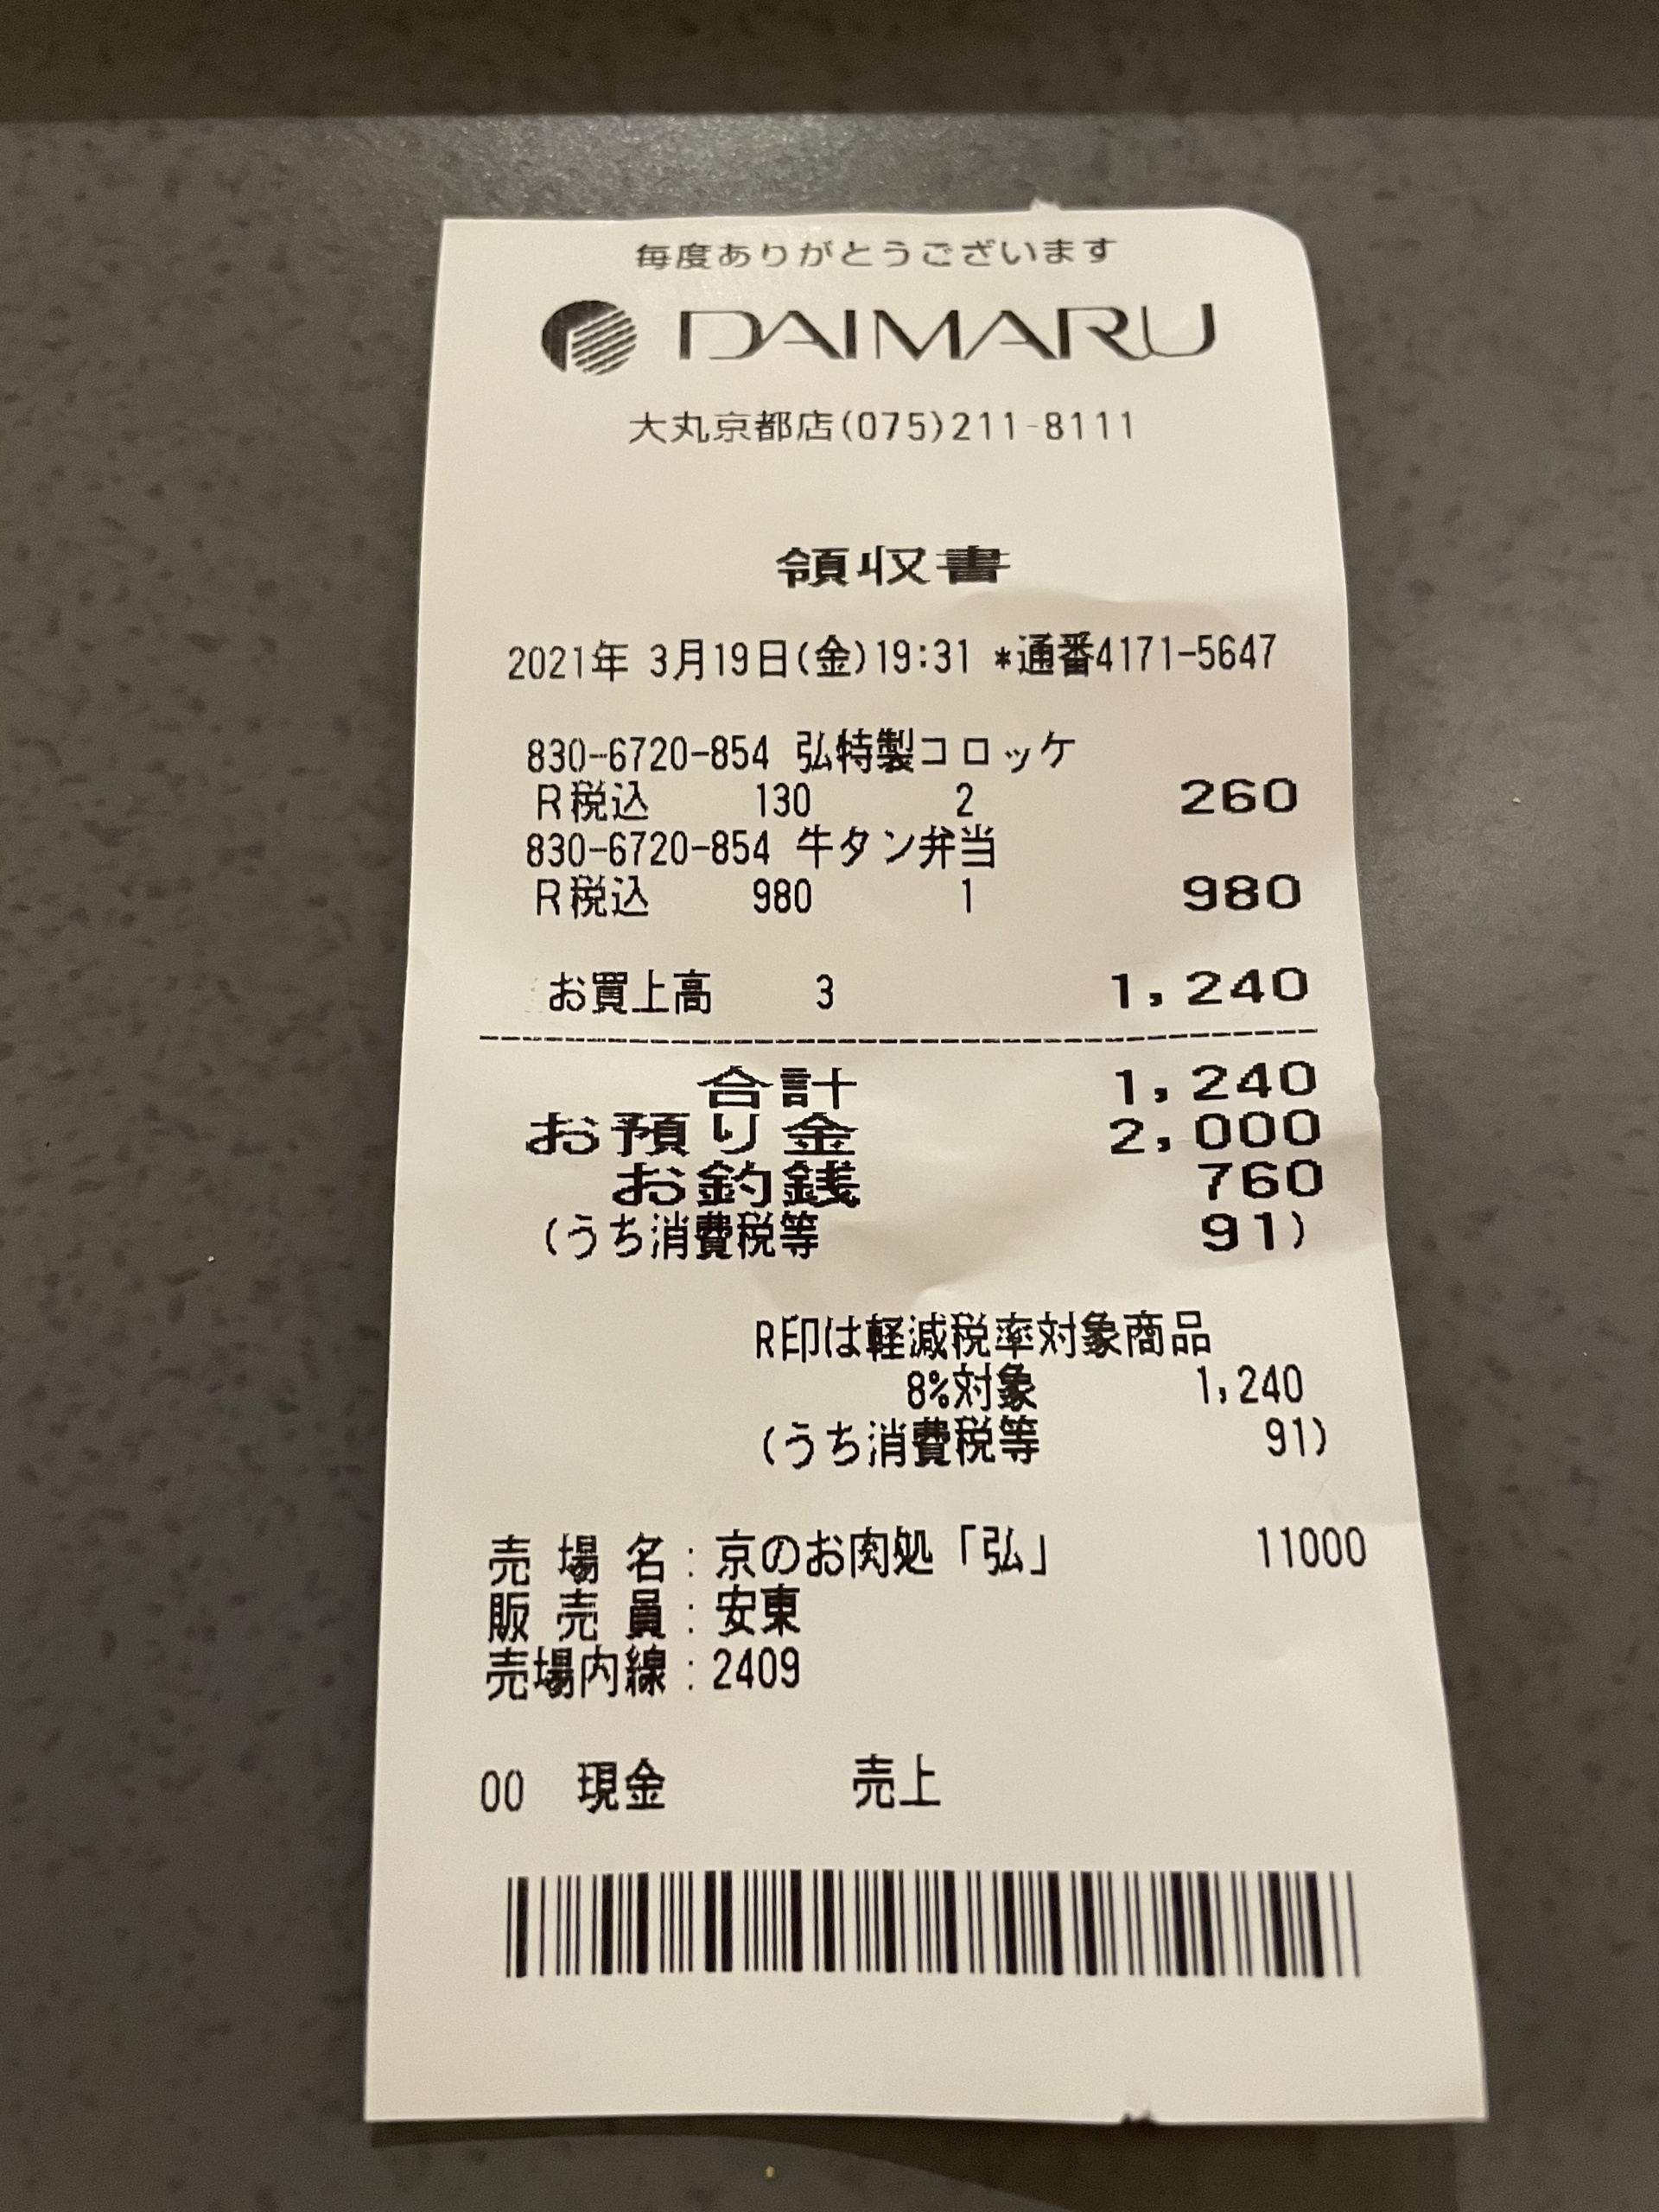 毎度ありがとうございます
DAIMARU
大丸京都店(075)211-8111
領収書
2021年 3月19日(金)19:31 *通番4171-5647
830-6720-854 弘特製コロッケ
R税込 130 2 260
830-6720-854 牛タン弁当
R税込 980 1 980
お買上高 3 1,240
合計 1,240
お預り金 2,000
お釣銭 760
(うち消費税等 91)
R印は軽減税率対象商品
8%対象 1,240
(うち消費税等 91)
売場名:京のお肉処「弘」 11000
販売員:安東
売場内線:2409
00 現金 売上